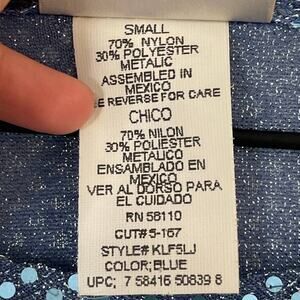 SMALL
70% NYLON
30% POLYESTER
METALIC
ASSEMBLED IN
MEXICO
E REVERSE FOR CARE
CHICO
70% NILON
30% POLIESTER
METALICO
ENSAMBLADO EN
MEXICO
VER AL DORSO PARA
EL CUIDADO
RN 58110
CUT# 5-167
STYLE# KLF5LJ
COLOR; BLUE
UPC; 7 58416 50839 8